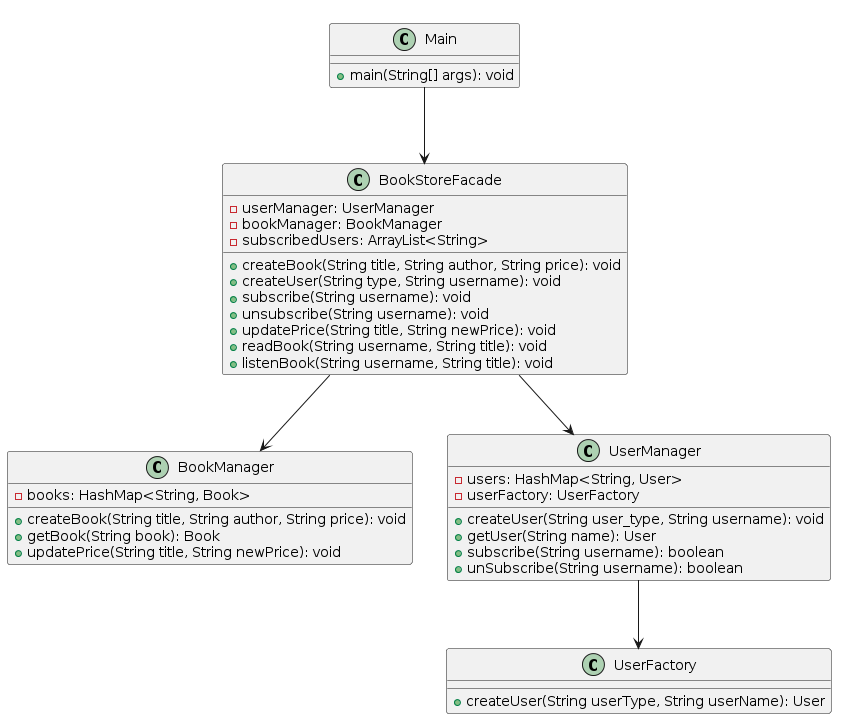 C Main
main(String[] args): void
C BookStoreFacade
userManager: UserManager
bookManager: BookManager
subscribedUsers: ArrayList<String>
createBook(String title, String author, String price): void
createUser(String type, String username): void
subscribe(String username): void
unsubscribe(String username): void
updatePrice(String title, String newPrice): void
readBook(String username, String title): void
listenBook(String username, String title): void
C BookManager
books: HashMap<String, Book>
createBook(String title, String author, String price): void
getBook(String book): Book
updatePrice(String title, String newPrice): void
C UserManager
users: HashMap<String, User>
userFactory: UserFactory
createUser(String user_type, String username): void
getUser(String name): User
subscribe(String username): boolean
unSubscribe(String username): boolean
C UserFactory
createUser(String userType, String userName): User